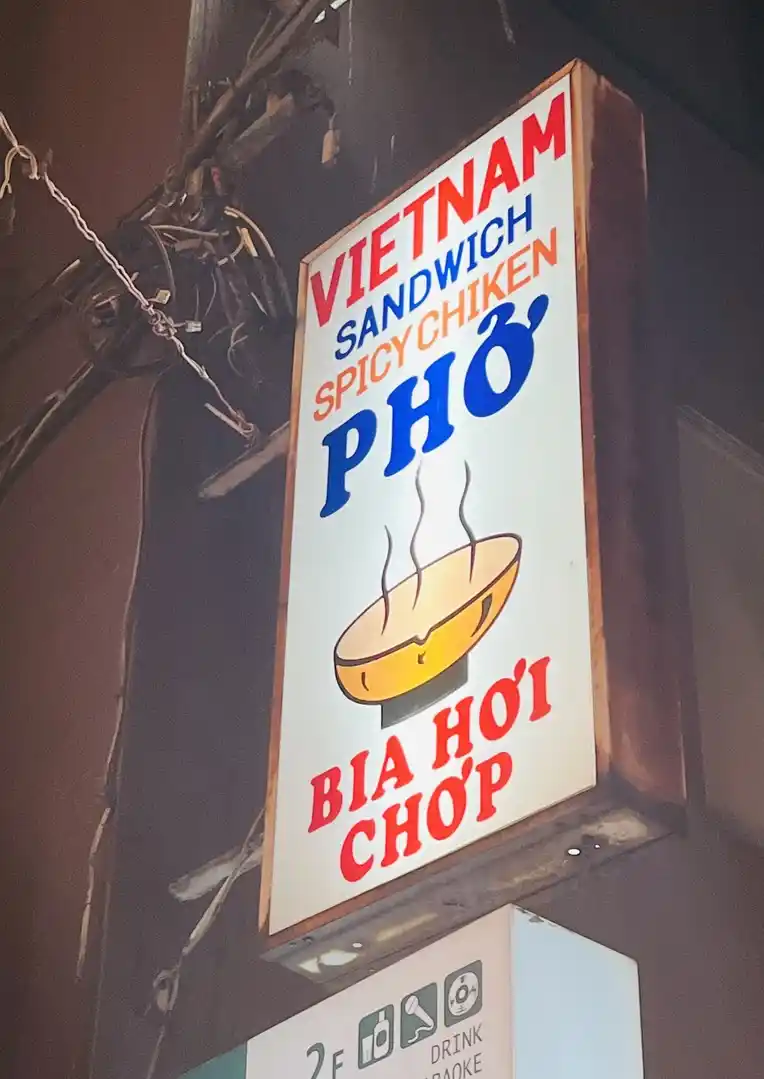 VIETNAM
SANDWICH
SPICY CHIKEN
PHỞ
BIA HƠI
CHƠP
2F
DRINK